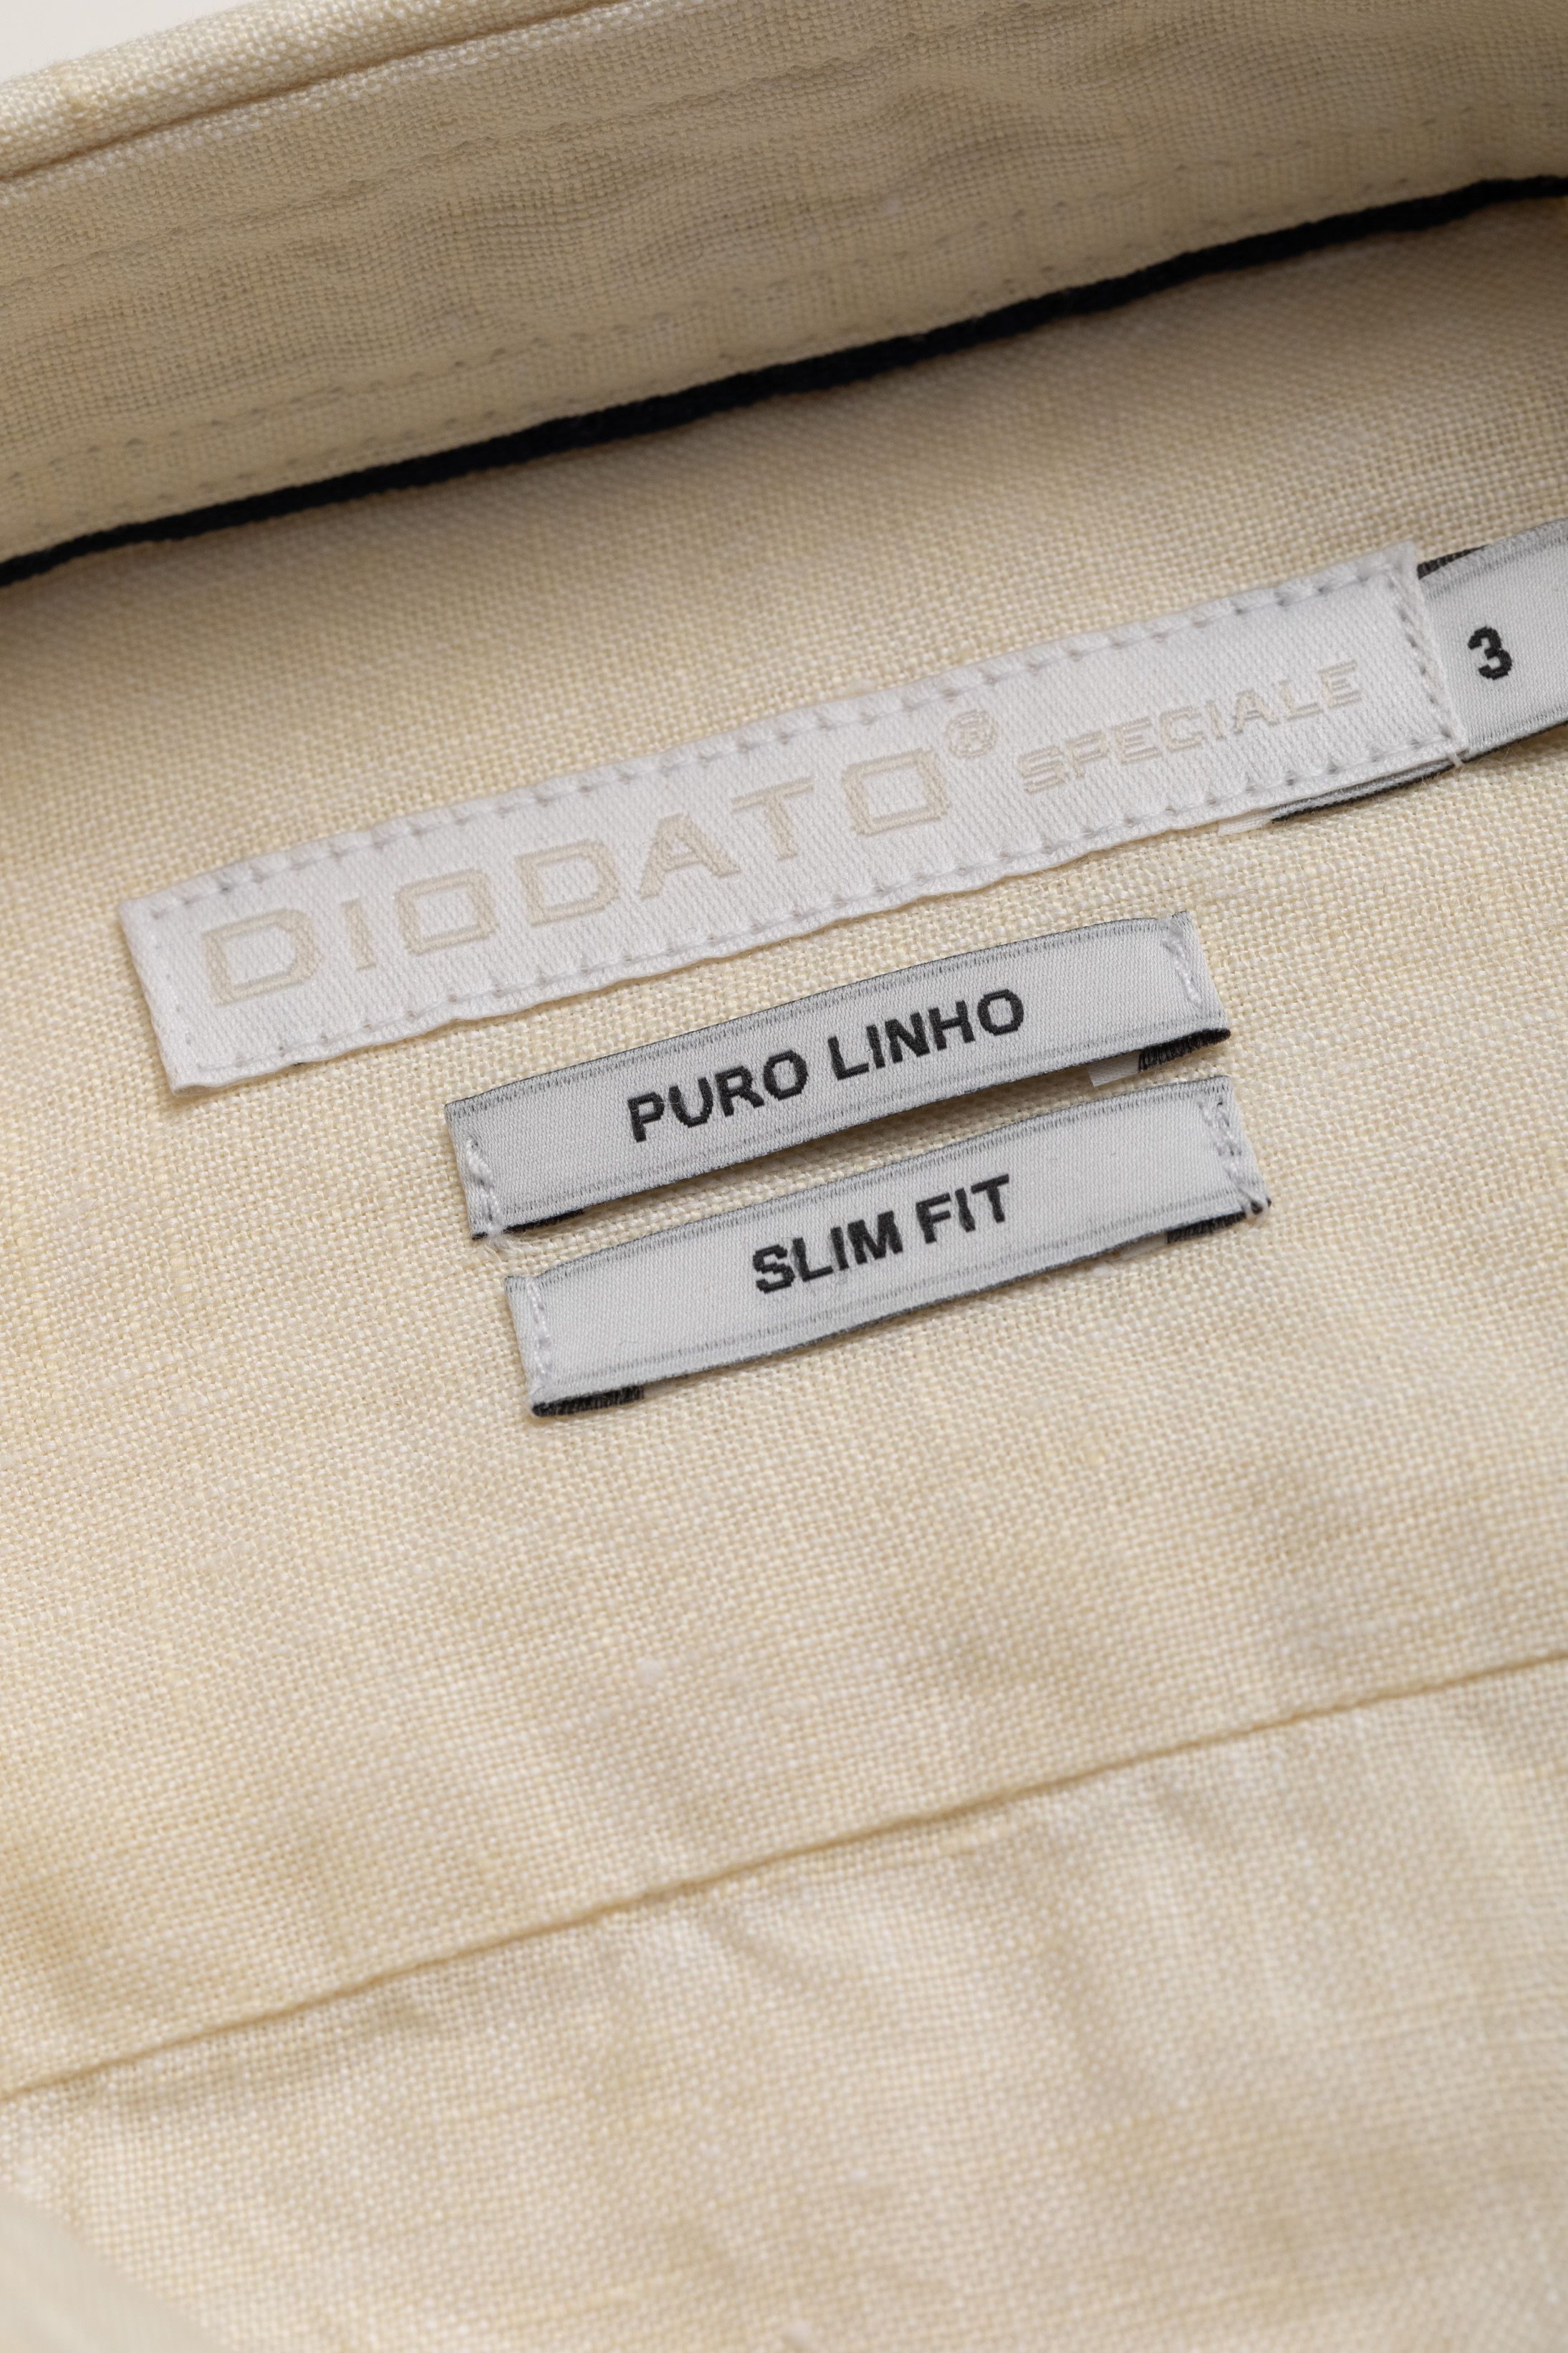 DIODATO® SPECIALE
3
PURO LINHO
SLIM FIT